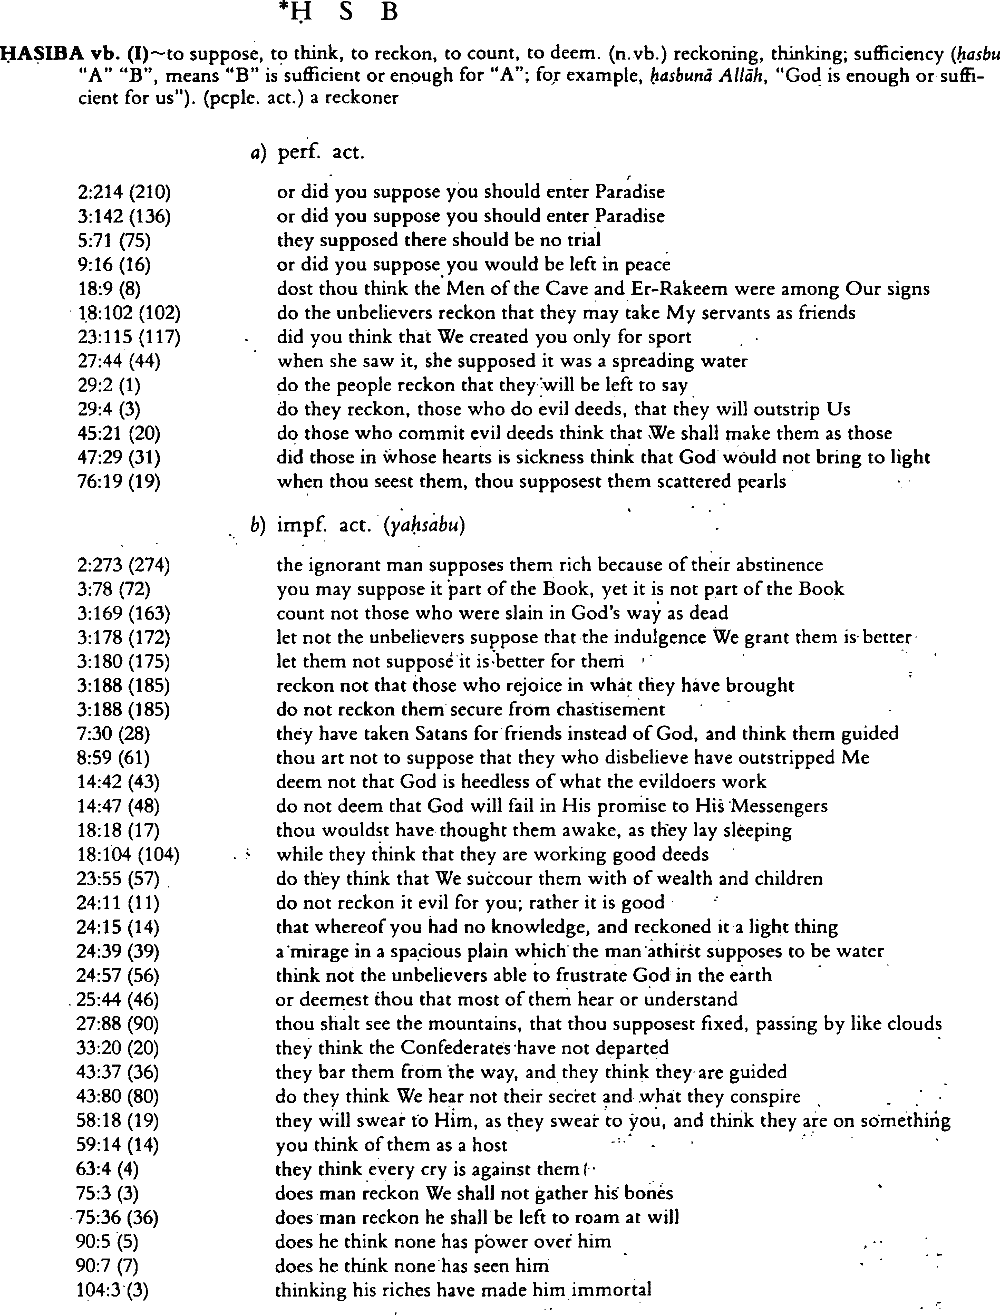 *Ḥ S B
ḤASIBA vb. (I)~to suppose, to think, to reckon, to count, to deem. (n.vb.) reckoning, thinking; sufficiency (ḥasbu
"A" "B", means "B" is sufficient or enough for "A"; for example, ḥasbunā Allāh, "God is enough or suffi-
cient for us"). (pcple. act.) a reckoner
a) perf. act.
2:214 (210) or did you suppose you should enter Paradise
3:142 (136) or did you suppose you should enter Paradise
5:71 (75) they supposed there should be no trial
9:16 (16) or did you suppose you would be left in peace
18:9 (8) dost thou think the Men of the Cave and Er-Rakeem were among Our signs
18:102 (102) do the unbelievers reckon that they may take My servants as friends
23:115 (117) did you think that We created you only for sport
27:44 (44) when she saw it, she supposed it was a spreading water
29:2 (1) do the people reckon that they will be left to say
29:4 (3) do they reckon, those who do evil deeds, that they will outstrip Us
45:21 (20) do those who commit evil deeds think that We shall make them as those
47:29 (31) did those in whose hearts is sickness think that God would not bring to light
76:19 (19) when thou seest them, thou supposest them scattered pearls
b) impf. act. (yaḥsabu)
2:273 (274) the ignorant man supposes them rich because of their abstinence
3:78 (72) you may suppose it part of the Book, yet it is not part of the Book
3:169 (163) count not those who were slain in God's way as dead
3:178 (172) let not the unbelievers suppose that the indulgence We grant them is better
3:180 (175) let them not suppose it is better for them
3:188 (185) reckon not that those who rejoice in what they have brought
3:188 (185) do not reckon them secure from chastisement
7:30 (28) they have taken Satans for friends instead of God, and think them guided
8:59 (61) thou art not to suppose that they who disbelieve have outstripped Me
14:42 (43) deem not that God is heedless of what the evildoers work
14:47 (48) do not deem that God will fail in His promise to His Messengers
18:18 (17) thou wouldst have thought them awake, as they lay sleeping
18:104 (104) while they think that they are working good deeds
23:55 (57) do they think that We succour them with of wealth and children
24:11 (11) do not reckon it evil for you; rather it is good
24:15 (14) that whereof you had no knowledge, and reckoned it a light thing
24:39 (39) a mirage in a spacious plain which the man athirst supposes to be water
24:57 (56) think not the unbelievers able to frustrate God in the earth
25:44 (46) or deemest thou that most of them hear or understand
27:88 (90) thou shalt see the mountains, that thou supposest fixed, passing by like clouds
33:20 (20) they think the Confederates have not departed
43:37 (36) they bar them from the way, and they think they are guided
43:80 (80) do they think We hear not their secret and what they conspire
58:18 (19) they will swear to Him, as they swear to you, and think they are on something
59:14 (14) you think of them as a host
63:4 (4) they think every cry is against them
75:3 (3) does man reckon We shall not gather his bones
75:36 (36) does man reckon he shall be left to roam at will
90:5 (5) does he think none has power over him
90:7 (7) does he think none has seen him
104:3 (3) thinking his riches have made him immortal